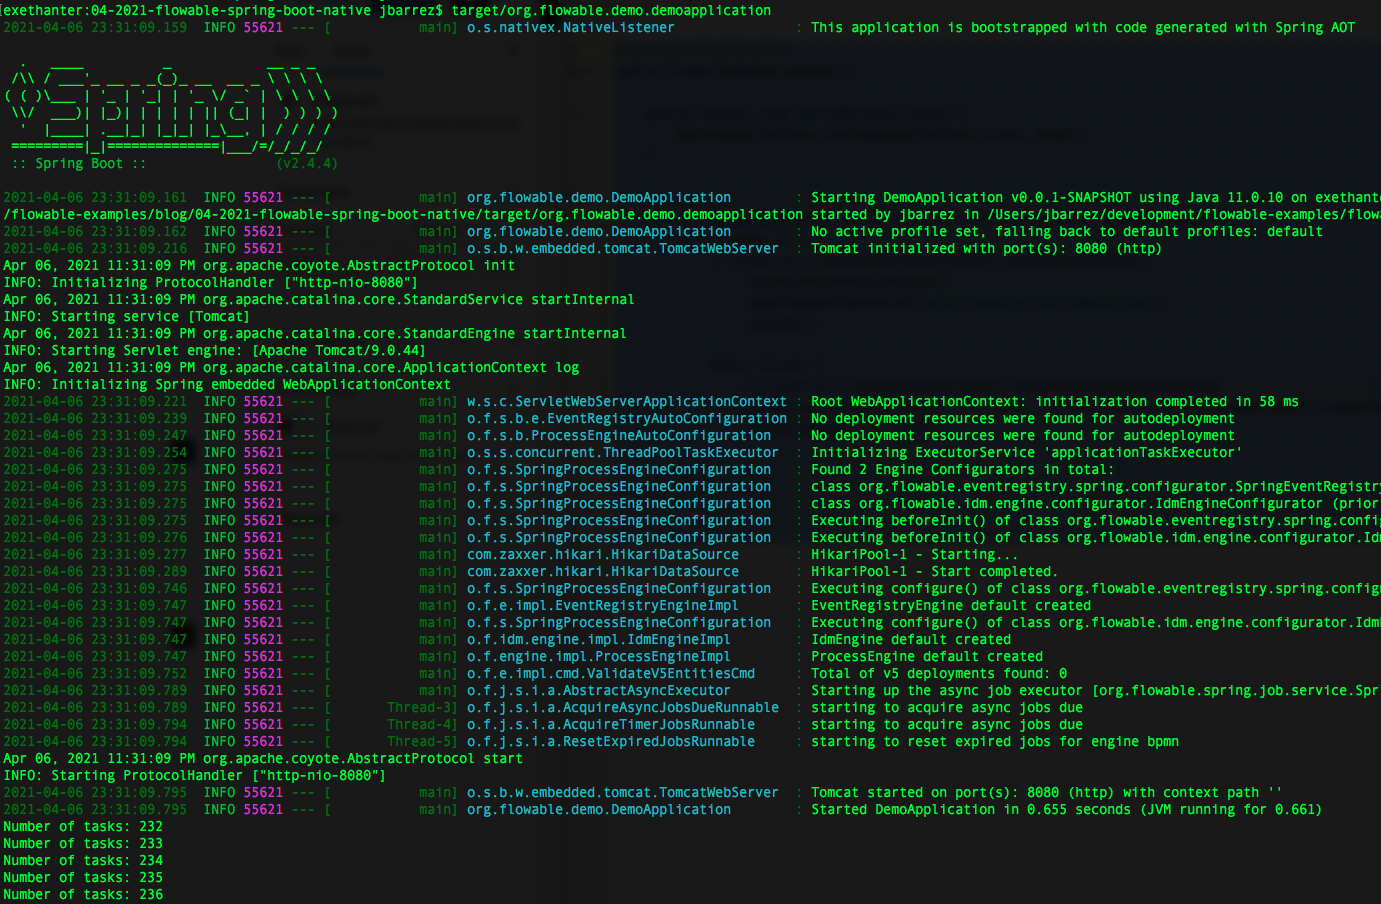 [exethanter:04-2021-flowable-spring-boot-native jbarrez$ target/org.flowable.demo.demoapplication
2021-04-06 23:31:09.159  INFO 55621 --- [           main] o.s.nativex.NativeListener               : This application is bootstrapped with code generated with Spring AOT
  .   ____          _            __ _ _
 /\\ / ___'_ __ _ _(_)_ __  __ _ \ \ \ \
( ( )\___ | '_ | '_| | '_ \/ _` | \ \ \ \
 \\/  ___)| |_)| | | | | || (_| |  ) ) ) )
  '  |____| .__|_| |_|_| |_\__, | / / / /
 =========|_|==============|___/=/_/_/_/
 :: Spring Boot ::                (v2.4.4)
2021-04-06 23:31:09.161  INFO 55621 --- [           main] org.flowable.demo.DemoApplication        : Starting DemoApplication v0.0.1-SNAPSHOT using Java 11.0.10 on exethante
/flowable-examples/blog/04-2021-flowable-spring-boot-native/target/org.flowable.demo.demoapplication started by jbarrez in /Users/jbarrez/development/flowable-examples/flow
2021-04-06 23:31:09.162  INFO 55621 --- [           main] org.flowable.demo.DemoApplication        : No active profile set, falling back to default profiles: default
2021-04-06 23:31:09.216  INFO 55621 --- [           main] o.s.b.w.embedded.tomcat.TomcatWebServer  : Tomcat initialized with port(s): 8080 (http)
Apr 06, 2021 11:31:09 PM org.apache.coyote.AbstractProtocol init
INFO: Initializing ProtocolHandler ["http-nio-8080"]
Apr 06, 2021 11:31:09 PM org.apache.catalina.core.StandardService startInternal
INFO: Starting service [Tomcat]
Apr 06, 2021 11:31:09 PM org.apache.catalina.core.StandardEngine startInternal
INFO: Starting Servlet engine: [Apache Tomcat/9.0.44]
Apr 06, 2021 11:31:09 PM org.apache.catalina.core.ApplicationContext log
INFO: Initializing Spring embedded WebApplicationContext
2021-04-06 23:31:09.221  INFO 55621 --- [           main] w.s.c.ServletWebServerApplicationContext : Root WebApplicationContext: initialization completed in 58 ms
2021-04-06 23:31:09.239  INFO 55621 --- [           main] o.f.s.b.e.EventRegistryAutoConfiguration : No deployment resources were found for autodeployment
2021-04-06 23:31:09.247  INFO 55621 --- [           main] o.f.s.b.ProcessEngineAutoConfiguration   : No deployment resources were found for autodeployment
2021-04-06 23:31:09.254  INFO 55621 --- [           main] o.s.s.concurrent.ThreadPoolTaskExecutor  : Initializing ExecutorService 'applicationTaskExecutor'
2021-04-06 23:31:09.275  INFO 55621 --- [           main] o.f.s.SpringProcessEngineConfiguration   : Found 2 Engine Configurators in total:
2021-04-06 23:31:09.275  INFO 55621 --- [           main] o.f.s.SpringProcessEngineConfiguration   : class org.flowable.eventregistry.spring.configurator.SpringEventRegistry
2021-04-06 23:31:09.275  INFO 55621 --- [           main] o.f.s.SpringProcessEngineConfiguration   : class org.flowable.idm.engine.configurator.IdmEngineConfigurator (prior
2021-04-06 23:31:09.275  INFO 55621 --- [           main] o.f.s.SpringProcessEngineConfiguration   : Executing beforeInit() of class org.flowable.eventregistry.spring.confi
2021-04-06 23:31:09.276  INFO 55621 --- [           main] o.f.s.SpringProcessEngineConfiguration   : Executing beforeInit() of class org.flowable.idm.engine.configurator.Id
2021-04-06 23:31:09.277  INFO 55621 --- [           main] com.zaxxer.hikari.HikariDataSource       : HikariPool-1 - Starting...
2021-04-06 23:31:09.289  INFO 55621 --- [           main] com.zaxxer.hikari.HikariDataSource       : HikariPool-1 - Start completed.
2021-04-06 23:31:09.746  INFO 55621 --- [           main] o.f.s.SpringProcessEngineConfiguration   : Executing configure() of class org.flowable.eventregistry.spring.configu
2021-04-06 23:31:09.747  INFO 55621 --- [           main] o.f.e.impl.EventRegistryEngineImpl       : EventRegistryEngine default created
2021-04-06 23:31:09.747  INFO 55621 --- [           main] o.f.s.SpringProcessEngineConfiguration   : Executing configure() of class org.flowable.idm.engine.configurator.Idm
2021-04-06 23:31:09.747  INFO 55621 --- [           main] o.f.idm.engine.impl.IdmEngineImpl        : IdmEngine default created
2021-04-06 23:31:09.747  INFO 55621 --- [           main] o.f.engine.impl.ProcessEngineImpl        : ProcessEngine default created
2021-04-06 23:31:09.752  INFO 55621 --- [           main] o.f.e.impl.cmd.ValidateV5EntitiesCmd     : Total of v5 deployments found: 0
2021-04-06 23:31:09.789  INFO 55621 --- [           main] o.f.j.s.i.a.AbstractAsyncExecutor        : Starting up the async job executor [org.flowable.spring.job.service.Spr
2021-04-06 23:31:09.789  INFO 55621 --- [       Thread-3] o.f.j.s.i.a.AcquireAsyncJobsDueRunnable  : starting to acquire async jobs due
2021-04-06 23:31:09.794  INFO 55621 --- [       Thread-4] o.f.j.s.i.a.AcquireTimerJobsRunnable     : starting to acquire async jobs due
2021-04-06 23:31:09.794  INFO 55621 --- [       Thread-5] o.f.j.s.i.a.ResetExpiredJobsRunnable     : starting to reset expired jobs for engine bpmn
Apr 06, 2021 11:31:09 PM org.apache.coyote.AbstractProtocol start
INFO: Starting ProtocolHandler ["http-nio-8080"]
2021-04-06 23:31:09.795  INFO 55621 --- [           main] o.s.b.w.embedded.tomcat.TomcatWebServer  : Tomcat started on port(s): 8080 (http) with context path ''
2021-04-06 23:31:09.795  INFO 55621 --- [           main] org.flowable.demo.DemoApplication        : Started DemoApplication in 0.655 seconds (JVM running for 0.661)
Number of tasks: 232
Number of tasks: 233
Number of tasks: 234
Number of tasks: 235
Number of tasks: 236